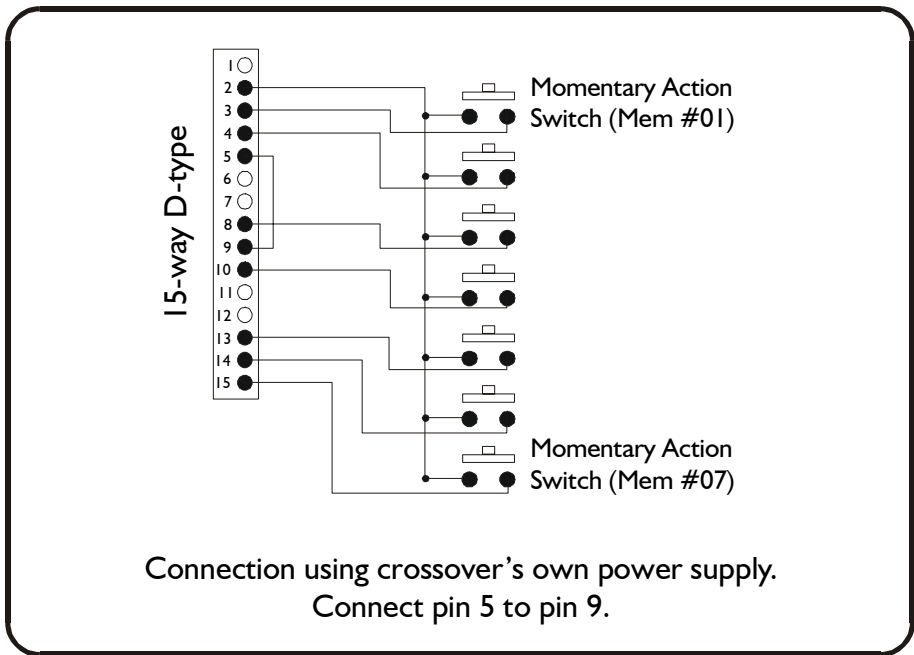 15-way D-type
1
2
3
4
5
6
7
8
9
10
11
12
13
14
15
Momentary Action
Switch (Mem #01)
Momentary Action
Switch (Mem #07)
Connection using crossover's own power supply.
Connect pin 5 to pin 9.